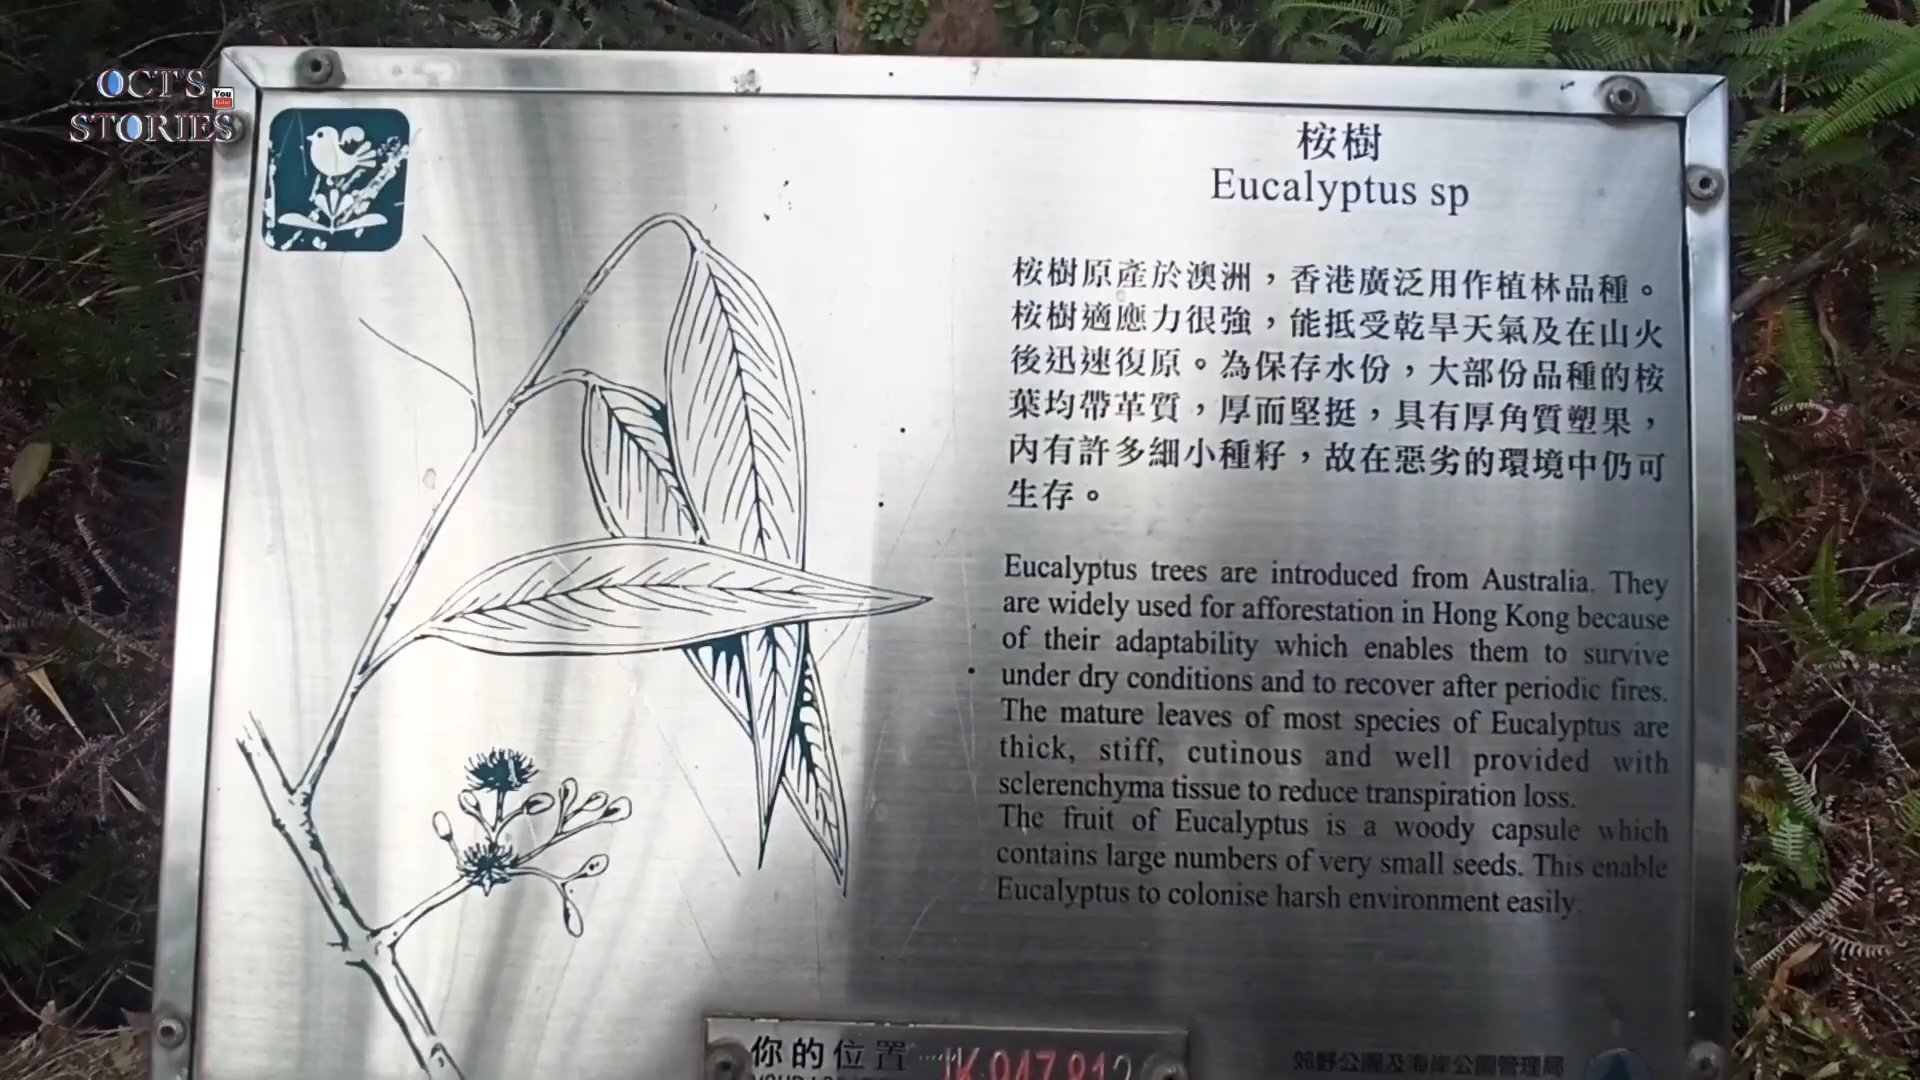 OCT'S
STORIES
You
Tube
桉樹
Eucalyptus sp
桉樹原產於澳洲，香港廣泛用作植林品種。
桉樹適應力很強，能抵受乾旱天氣及在山火
後迅速復原。為保存水份，大部份品種的桉
葉均帶革質，厚而堅挺，具有厚角質塑果，
內有許多細小種籽，故在惡劣的環境中仍可
生存。
Eucalyptus trees are introduced from Australia. They
are widely used for afforestation in Hong Kong because
of their adaptability which enables them to survive
under dry conditions and to recover after periodic fires.
The mature leaves of most species of Eucalyptus are
thick, stiff, cutinous and well provided with
sclerenchyma tissue to reduce transpiration loss.
The fruit of Eucalyptus is a woody capsule which
contains large numbers of very small seeds. This enable
Eucalyptus to colonise harsh environment easily.
你的位置
郊野公園及海岸公園管理局